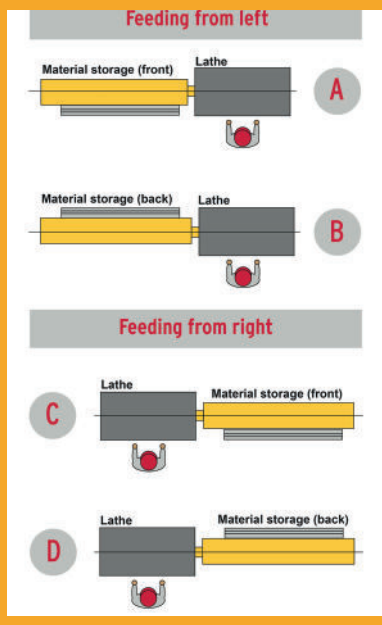 Feeding from left
Material storage (front)
Lathe
A
Material storage (back)
Lathe
B
Feeding from right
Lathe
Material storage (front)
C
Lathe
Material storage (back)
D